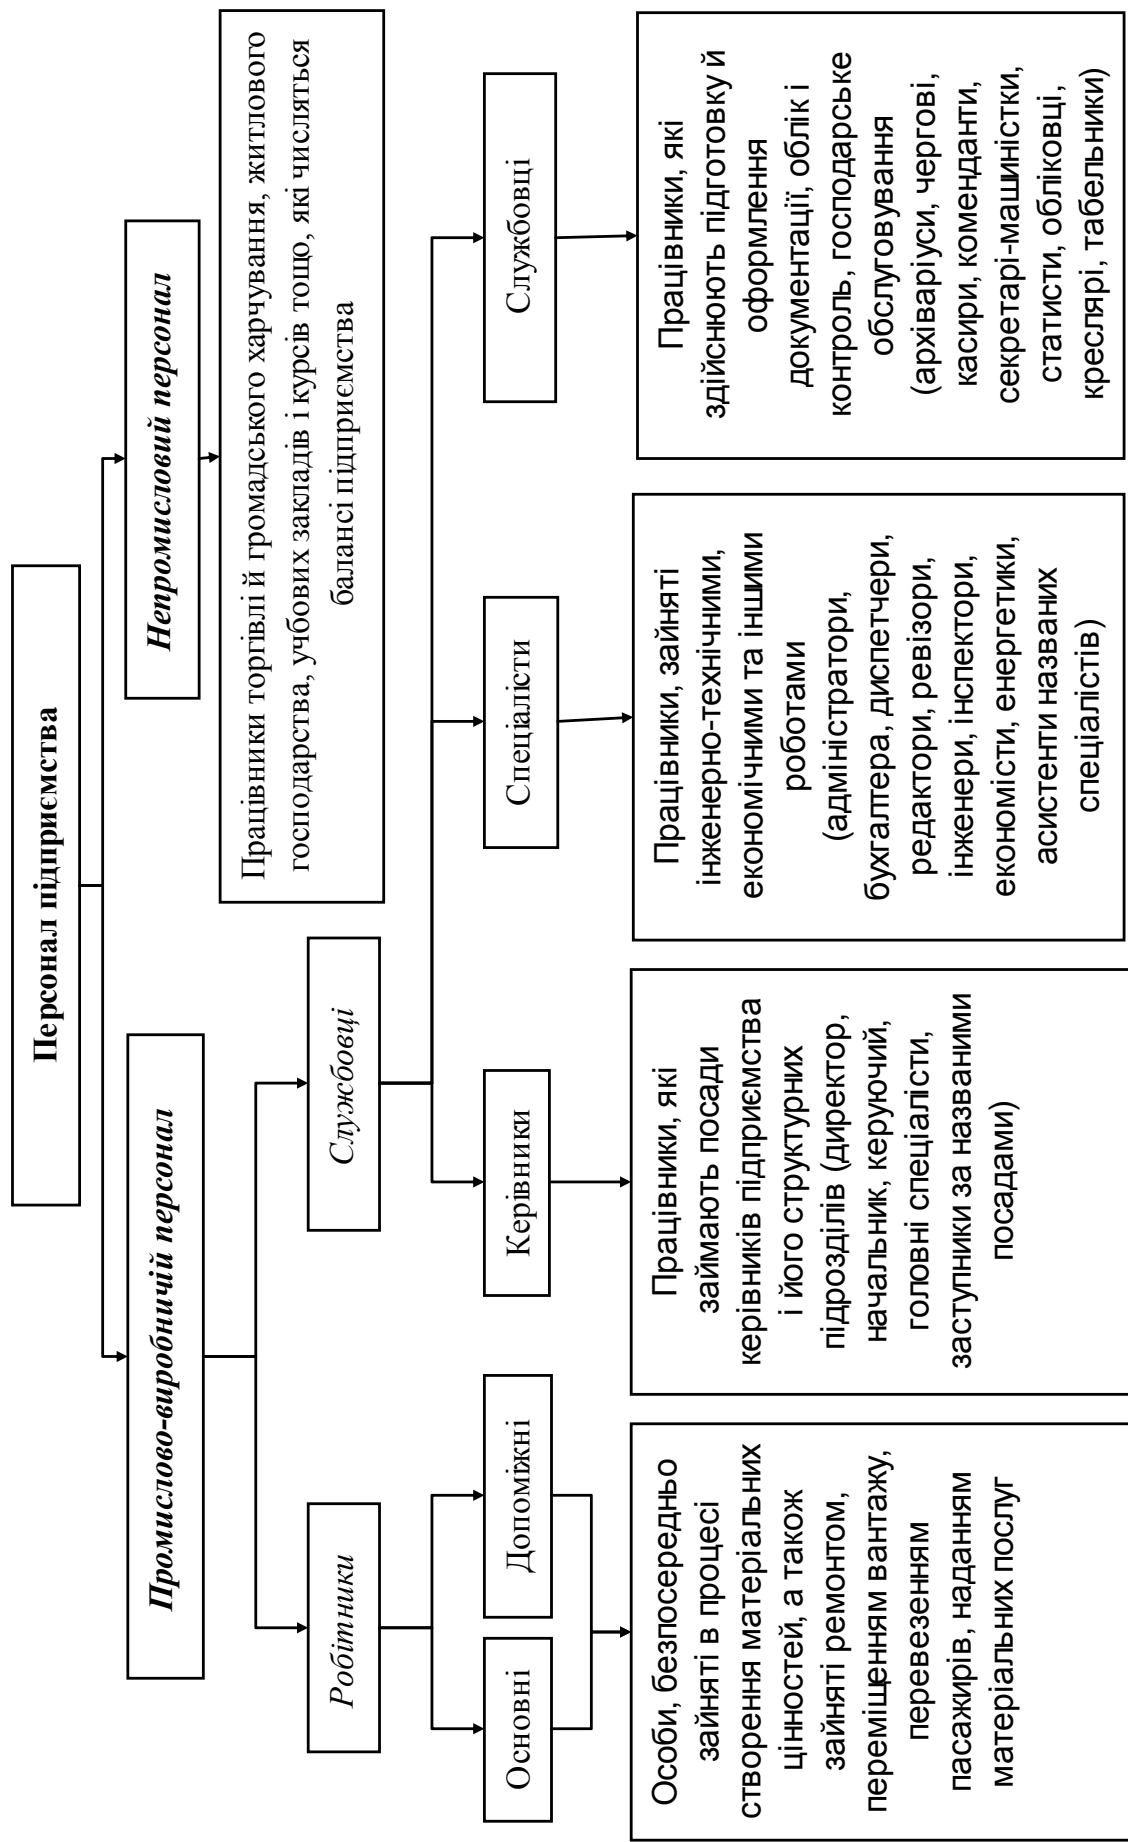 Персонал підприємства
Промислово-виробничій персонал
Непромисловий персонал
Працівники торгівлі й громадського харчування, житлового
господарства, учбових закладів і курсів тощо, які числяться на
балансі підприємства
Робітники
Службовці
Основні
Допоміжні
Керівники
Спеціалісти
Службовці
Особи, безпосередньо
зайняті в процесі
створення матеріальних
цінностей, а також
зайняті ремонтом,
переміщенням вантажу,
перевезенням
пасажирів, наданням
матеріальних послуг
Працівники, які
займають посади
керівників підприємства
і його структурних
підрозділів (директор,
начальник, керуючий,
головні спеціалісти,
заступники за названими
посадами)
Працівники, зайняті
інженерно-технічними,
економічними та іншими
роботами
(адміністратори,
бухгалтера, диспетчери,
редактори, ревізори,
інженери, інспектори,
економісти, енергетики,
асистенти названих
спеціалістів)
Працівники, які
здійснюють підготовку й
оформлення
документації, облік і
контроль, господарське
обслуговування
(архіваріуси, чергові,
касири, коменданти,
секретарі-машиністки,
статисти, обліковці,
креслярі, табельники)